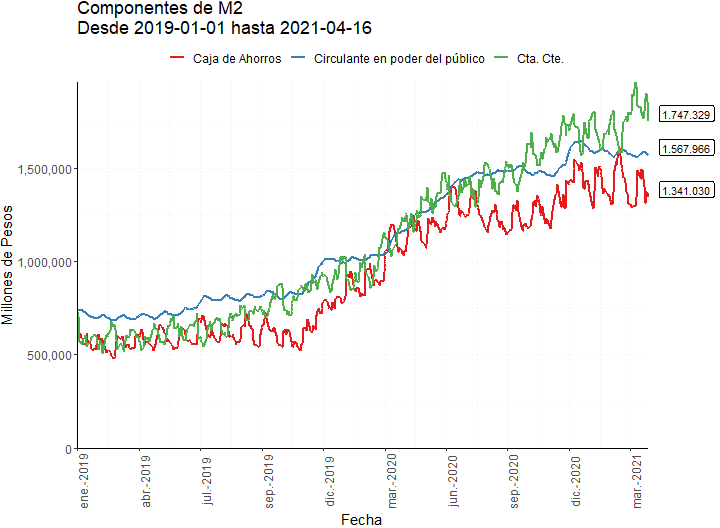 Componentes de M2
Desde 2019-01-01 hasta 2021-04-16
Caja de Ahorros Circulante en poder del público Cta. Cte.
Millones de Pesos
1,500,000
1,000,000
500,000
0
1.747.329
1.567.966
1.341.030
ene.-2019
abr.-2019
jul.-2019
sep.-2019
dic.-2019
mar.-2020
jun.-2020
sep.-2020
dic.-2020
mar.-2021
Fecha